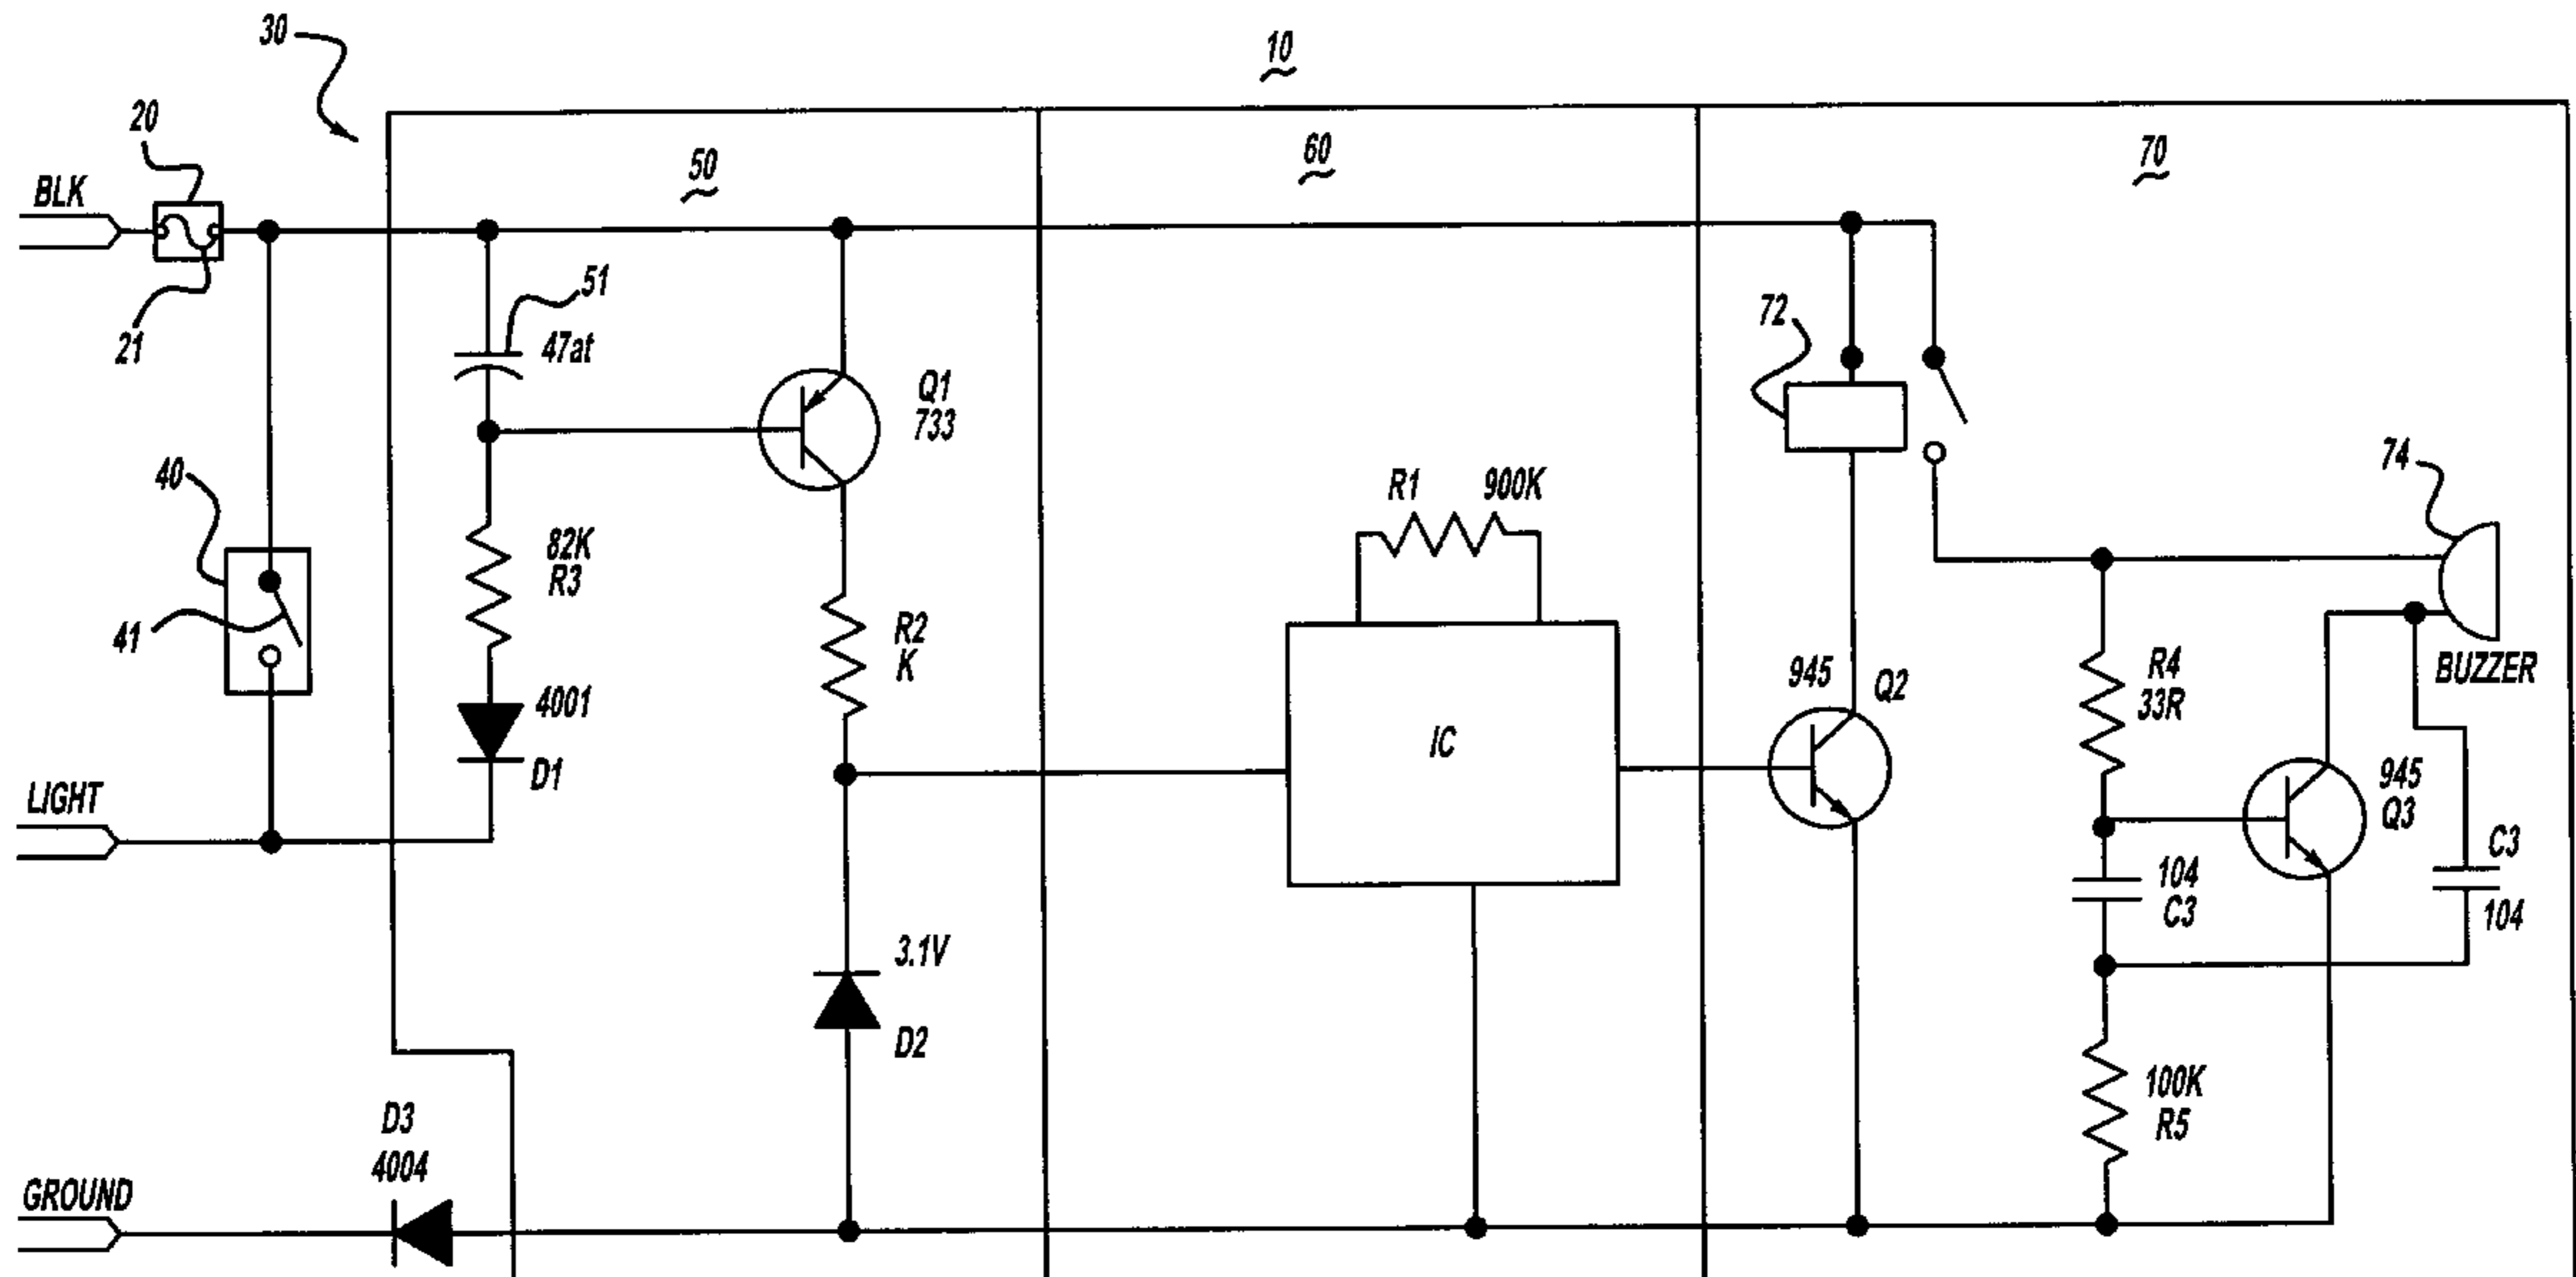 30
10
20
50
60
70
BLK
51
21
47at
72
Q1
733
40
R1 900K
74
82K
R3
41
R2
K
945 Q2
R4
33R
BUZZER
4001
D1
IC
945
Q3
LIGHT
C3
104
104
C3
3.1V
D2
100K
R5
D3
4004
GROUND